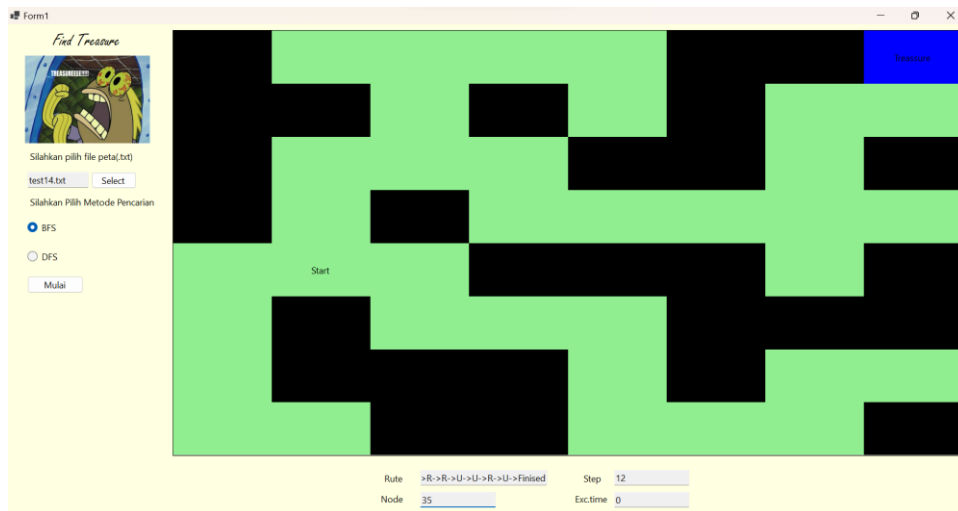 Form1
Find Treasure
TREASUREEE!!!!
Silahkan pilih file peta(.txt)
test14.txt Select
Silahkan Pilih Metode Pencarian
BFS
DFS
Mulai
Treassure
Start
Rute >R->R->U->U->R->U->Finised Step 12
Node 35 Exc.time 0